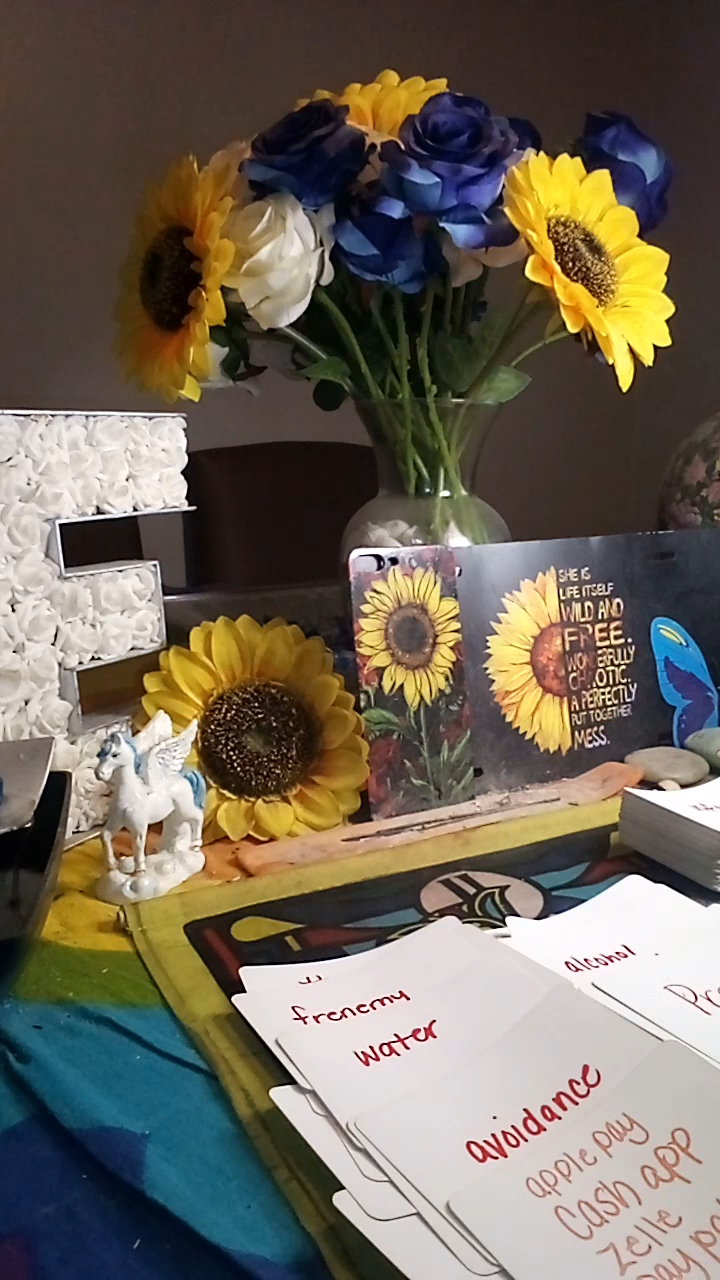 SHE IS
LIFE ITSELF
WILD AND
FREE.
WONDERFULLY
CHAOTIC.
A PERFECTLY
PUT TOGETHER
MESS.
alcohol
frenemy
water
avoidance
apple pay
Cash app
Zelle